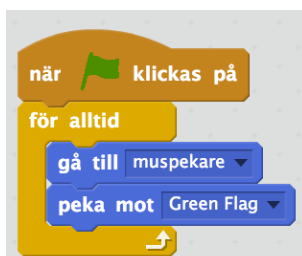 när klickas på
för alltid
gå till muspekare
peka mot Green Flag